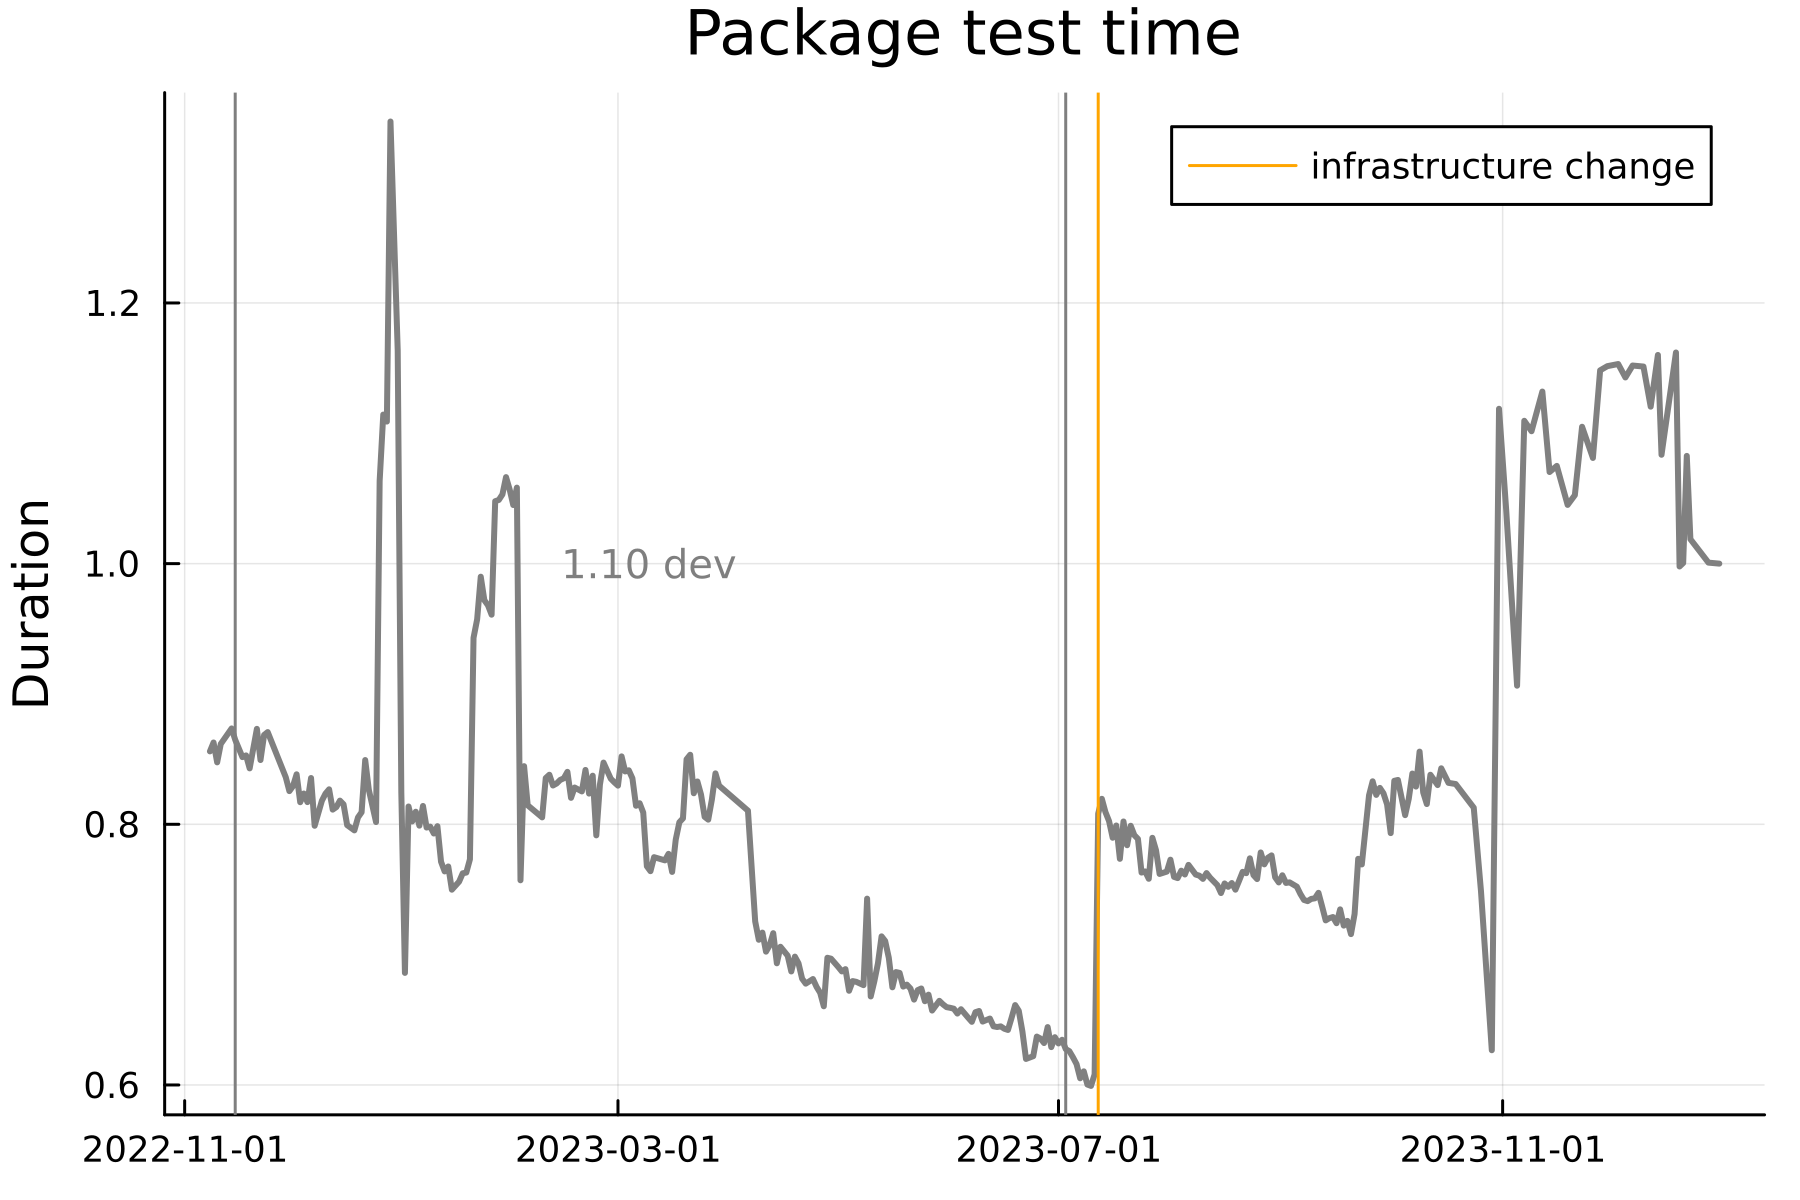 Package test time
infrastructure change
1.2
1.0
0.8
0.6
Duration
1.10 dev
2022-11-01
2023-03-01
2023-07-01
2023-11-01